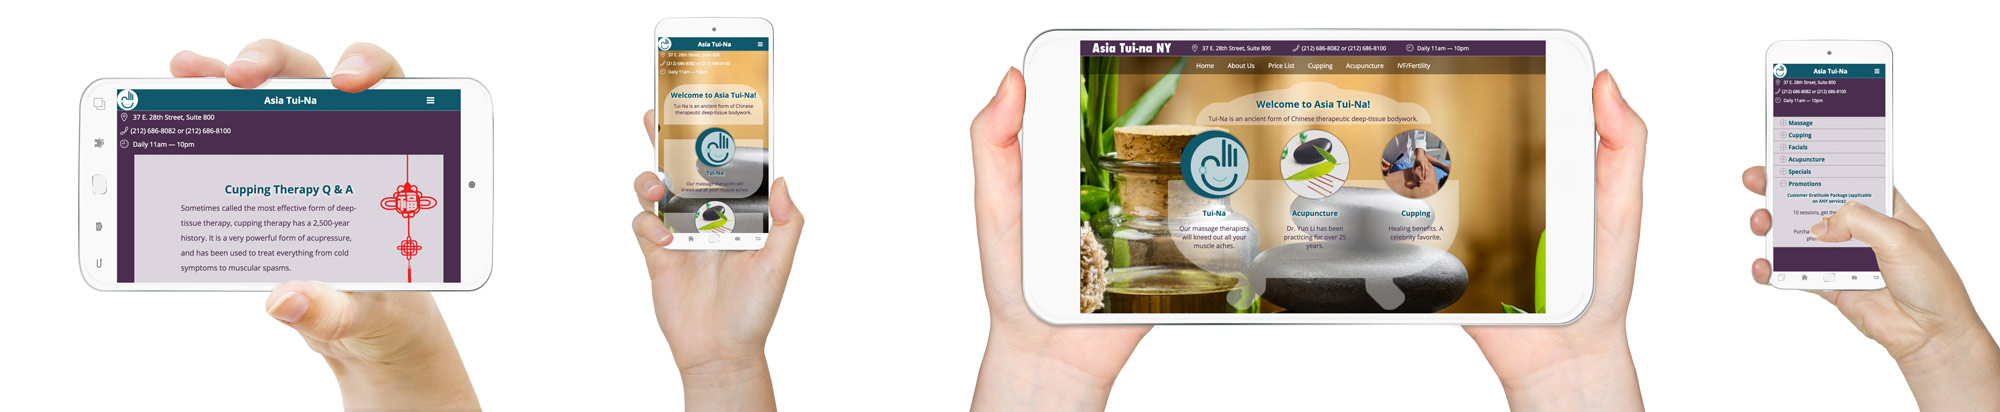 Asia Tui-Na
37 E. 28th Street, Suite 800
(212) 686-8082 or (212) 686-8100
Daily 11am — 10pm
Cupping Therapy Q & A
Sometimes called the most effective form of deep-
tissue therapy, cupping therapy has a 2,500-year
history. It is a very powerful form of acupressure,
and has been used to treat everything from cold
symptoms to muscular spasms.
Asia Tui-Na
37 E. 28th Street, Suite 800
(212) 686-8082 or (212) 686-8100
Daily 11am — 10pm
Welcome to Asia Tui-Na!
Tui-Na is an ancient form of Chinese
therapeutic deep-tissue bodywork.
Tui-Na
Our massage therapists will
kneed out all your muscle aches.
Asia Tui-na NY
37 E. 28th Street, Suite 800
(212) 686-8082 or (212) 686-8100
Daily 11am — 10pm
Home About Us Price List Cupping Acupuncture IVF/Fertility
Welcome to Asia Tui-Na!
Tui-Na is an ancient form of Chinese therapeutic deep-tissue bodywork.
Tui-Na Acupuncture Cupping
Our massage therapists
will kneed out all your
muscle aches.
Dr. Yun Li has been
practicing for over 25
years.
Healing benefits. A
celebrity favorite.
Asia Tui-Na
37 E. 28th Street, Suite 800
(212) 686-8082 or (212) 686-8100
Daily 11am — 10pm
Massage
Cupping
Facials
Acupuncture
Specials
Promotions
Customer Gratitude Package (applicable
on ANY service):
10 sessions, get th
Purcha
pho